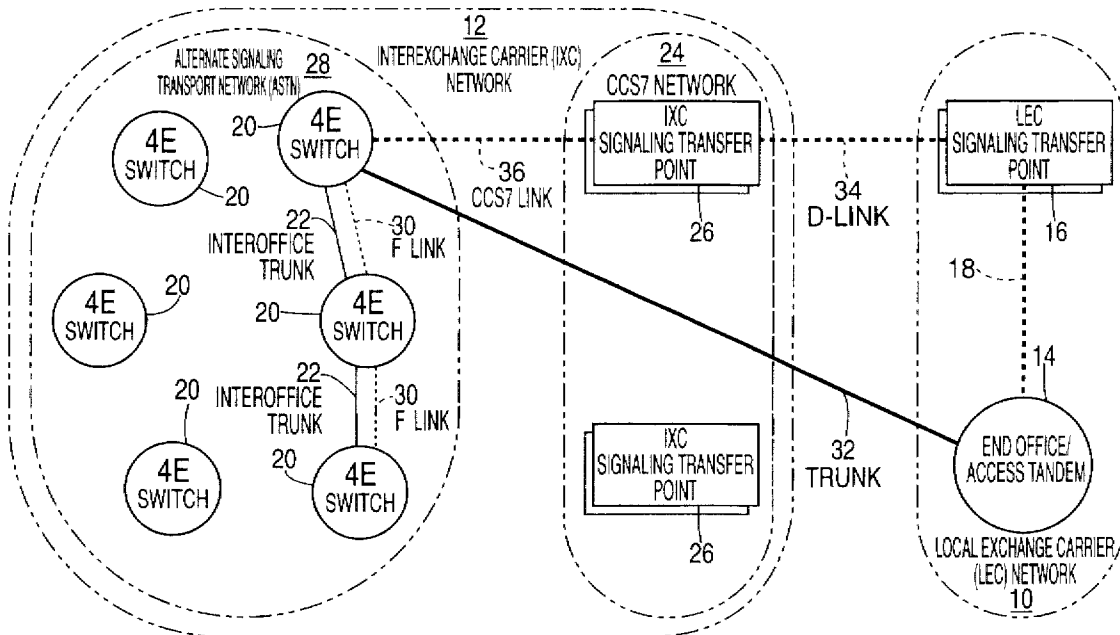 12
INTEREXCHANGE CARRIER (IXC)
NETWORK
ALTERNATE SIGNALING
TRANSPORT NETWORK (ASTN)
28
24
CCS7 NETWORK
20
4E
SWITCH
4E
SWITCH
20
IXC
SIGNALING TRANSFER
POINT
26
LEC
SIGNALING TRANSFER
POINT
16
36
CCS7 LINK
34
D-LINK
22
INTEROFFICE
TRUNK
30
F LINK
18
4E
SWITCH
20
20
4E
SWITCH
22
INTEROFFICE
TRUNK
30
F LINK
14
END OFFICE/
ACCESS TANDEM
32
TRUNK
20
4E
SWITCH
20
4E
SWITCH
IXC
SIGNALING TRANSFER
POINT
26
LOCAL EXCHANGE CARRIER
(LEC) NETWORK
10